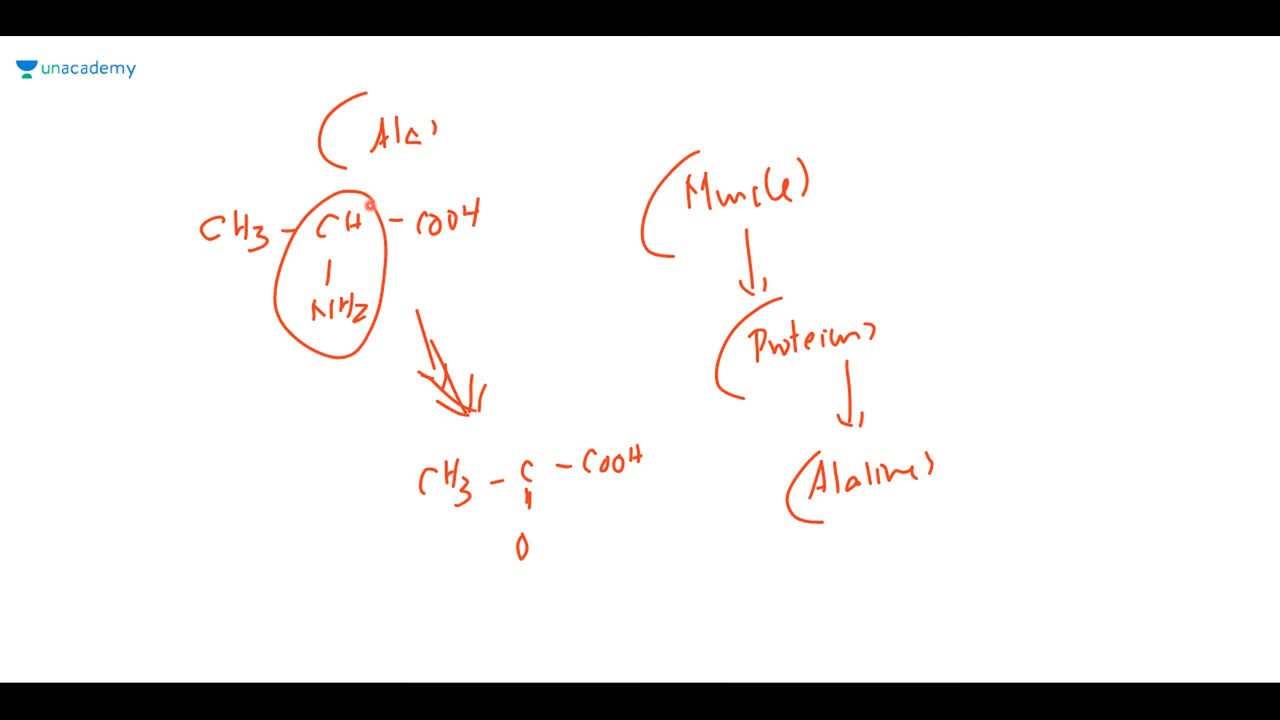 unacademy
(Ala)
CH3 - CH - COOH
|
NH2
CH3 - C - COOH
||
O
(Muscle)
(Proteins)
(Alaline)